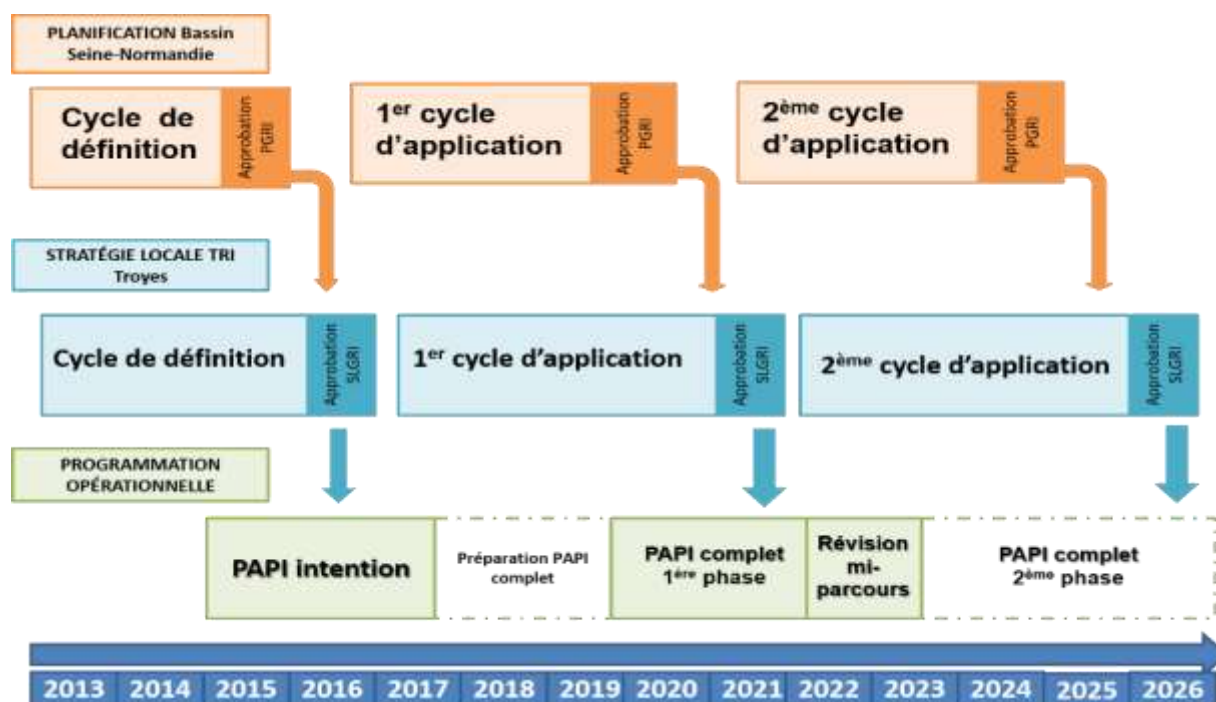 PLANIFICATION Bassin
Seine-Normandie
Cycle de
définition
Approbation
PGRI
1er cycle
d'application
Approbation
PGRI
2ème cycle
d'application
Approbation
PGRI
STRATÉGIE LOCALE TRI
Troyes
Cycle de définition
Approbation
SLGRI
1er cycle d'application
Approbation
SLGRI
2ème cycle d'application
Approbation
SLGRI
PROGRAMMATION
OPÉRATIONNELLE
PAPI intention
Préparation PAPI
complet
PAPI complet
1ère phase
Révision
mi-
parcours
PAPI complet
2ème phase
2013 2014 2015 2016 2017 2018 2019 2020 2021 2022 2023 2024 2025 2026